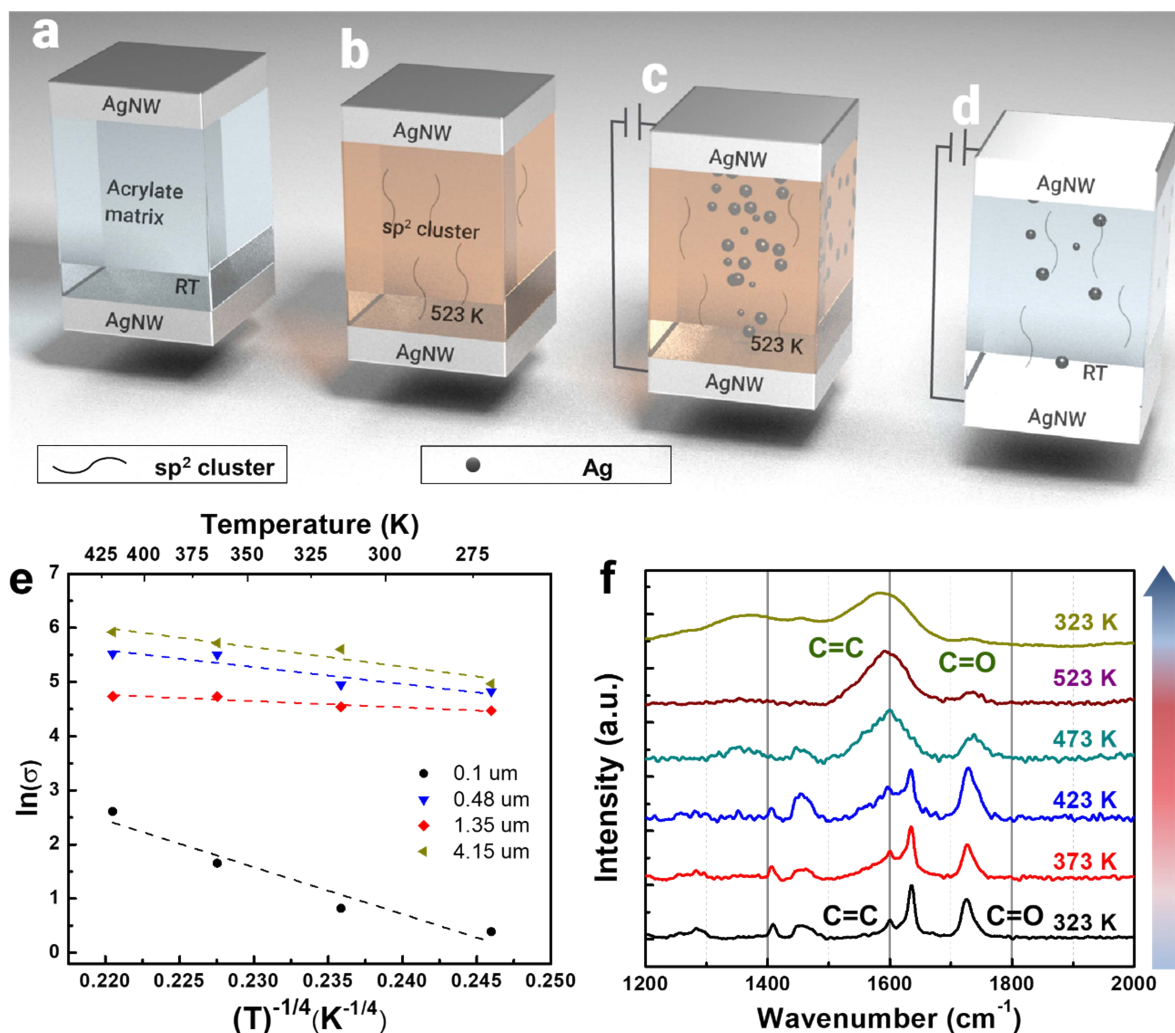 a
AgNW
Acrylate
matrix
RT
AgNW
b
AgNW
sp² cluster
523 K
AgNW
c
AgNW
523 K
AgNW
d
AgNW
RT
AgNW
sp² cluster
Ag
e
Temperature (K)
425 400 375 350 325 300 275
7
6
5
4
3
2
1
0
ln(σ)
0.1 um
0.48 um
1.35 um
4.15 um
0.220 0.225 0.230 0.235 0.240 0.245 0.250
(T)⁻¹/⁴(K⁻¹/⁴)
f
Intensity (a.u.)
323 K
C=C
C=O
523 K
473 K
423 K
373 K
C=C
C=O
323 K
1200 1400 1600 1800 2000
Wavenumber (cm⁻¹)